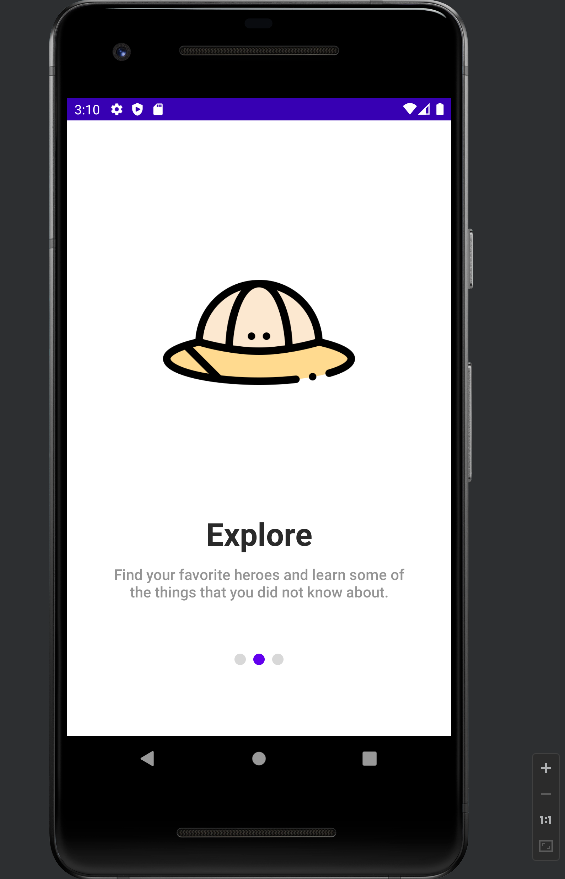 3:10
Explore
Find your favorite heroes and learn some of
the things that you did not know about.
1:1